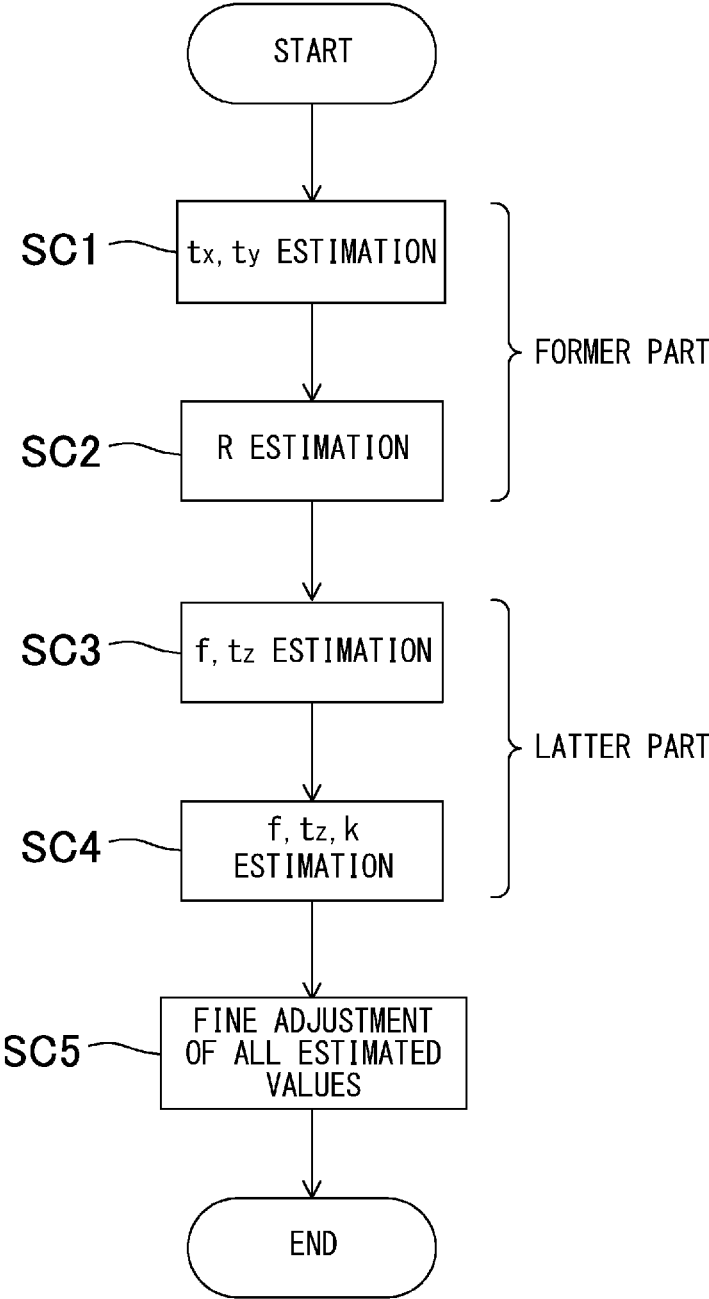 START
SC1
tx, ty ESTIMATION
FORMER PART
SC2
R ESTIMATION
SC3
f, tz ESTIMATION
LATTER PART
SC4
f, tz, k
ESTIMATION
SC5
FINE ADJUSTMENT
OF ALL ESTIMATED
VALUES
END